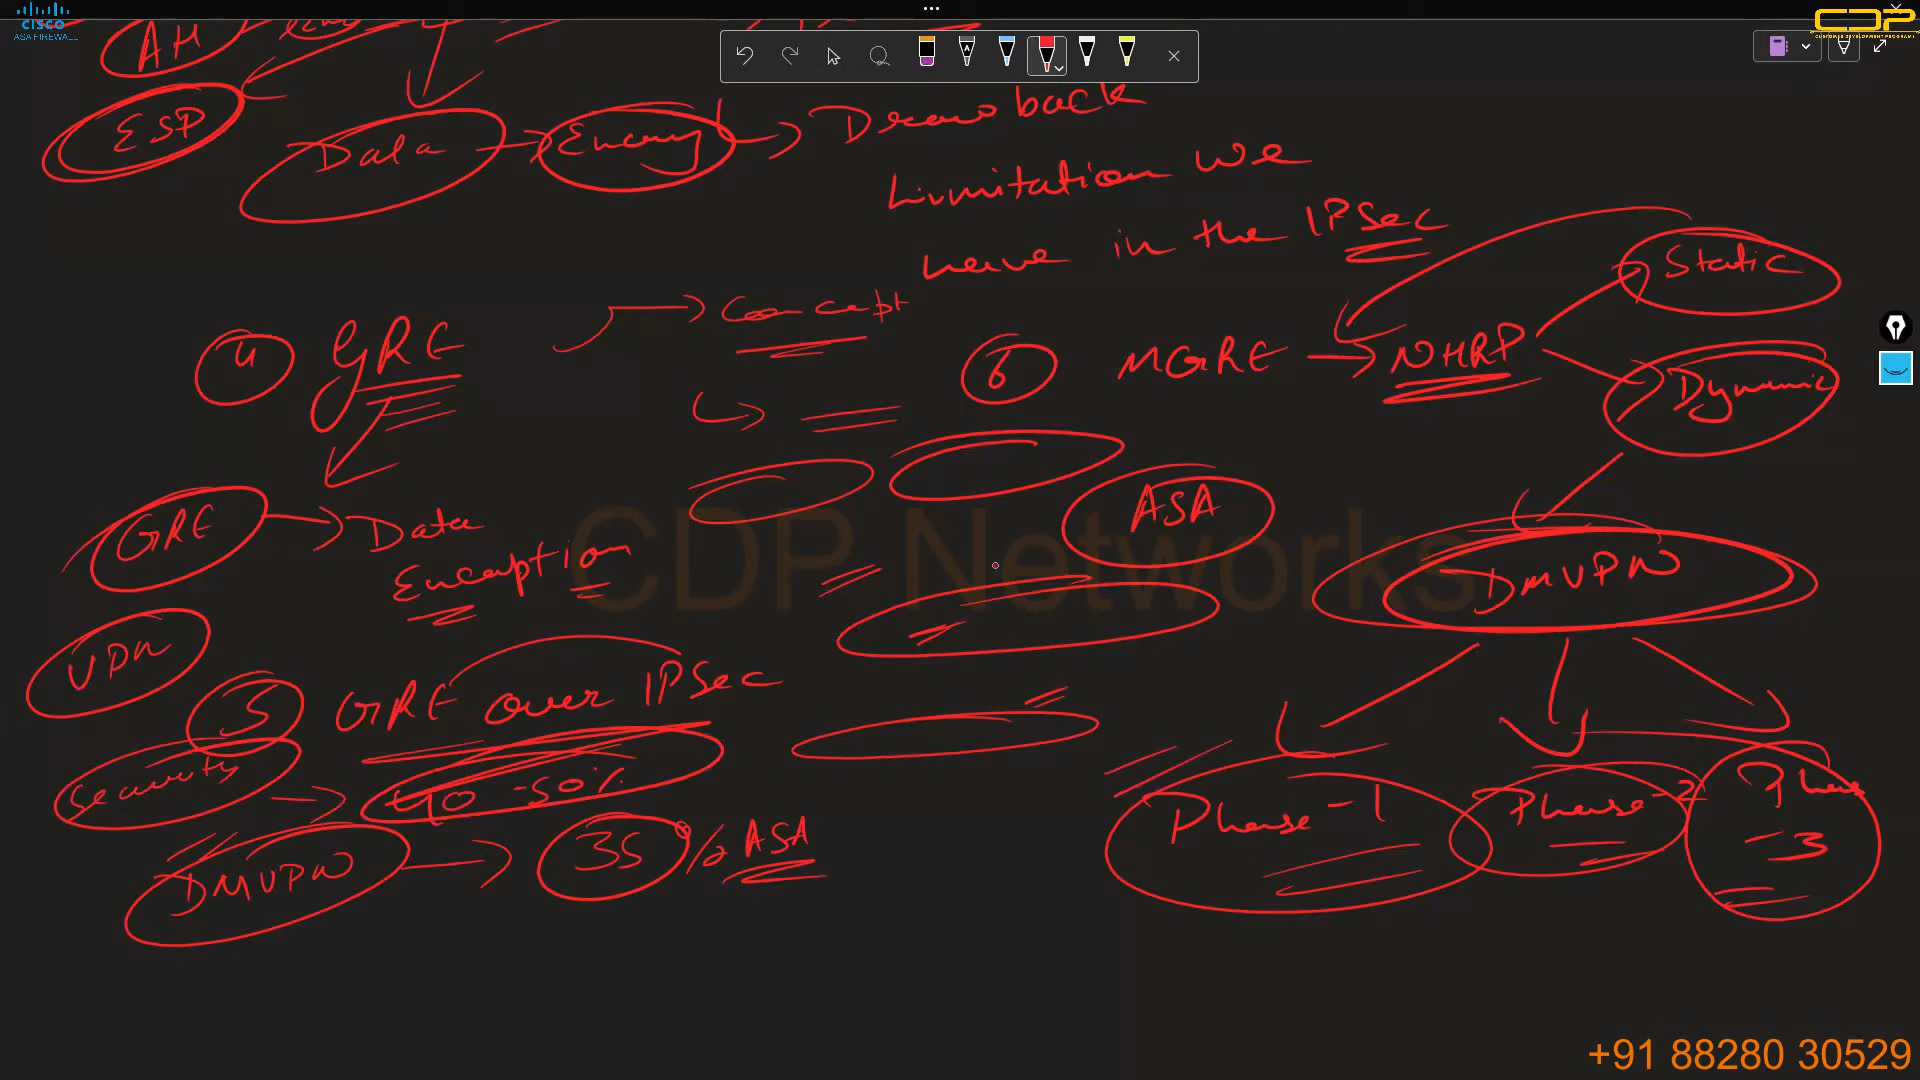 CISCO
ASA FIREWALL
CDP
AH
ESP
Data
Encry
Drawback
Limitation we
have in the IPSec
Static
Concept
4 GRE
6 MGRE NHRP
Dynamic
ASA
GRE Data
Encaption
CDP Networks
DMVPN
VPN
5 GRE over IPSec
Security
40-50%
Phase-1
Phase-2
Phase
-3
DMVPN 35% ASA
+91 88280 30529